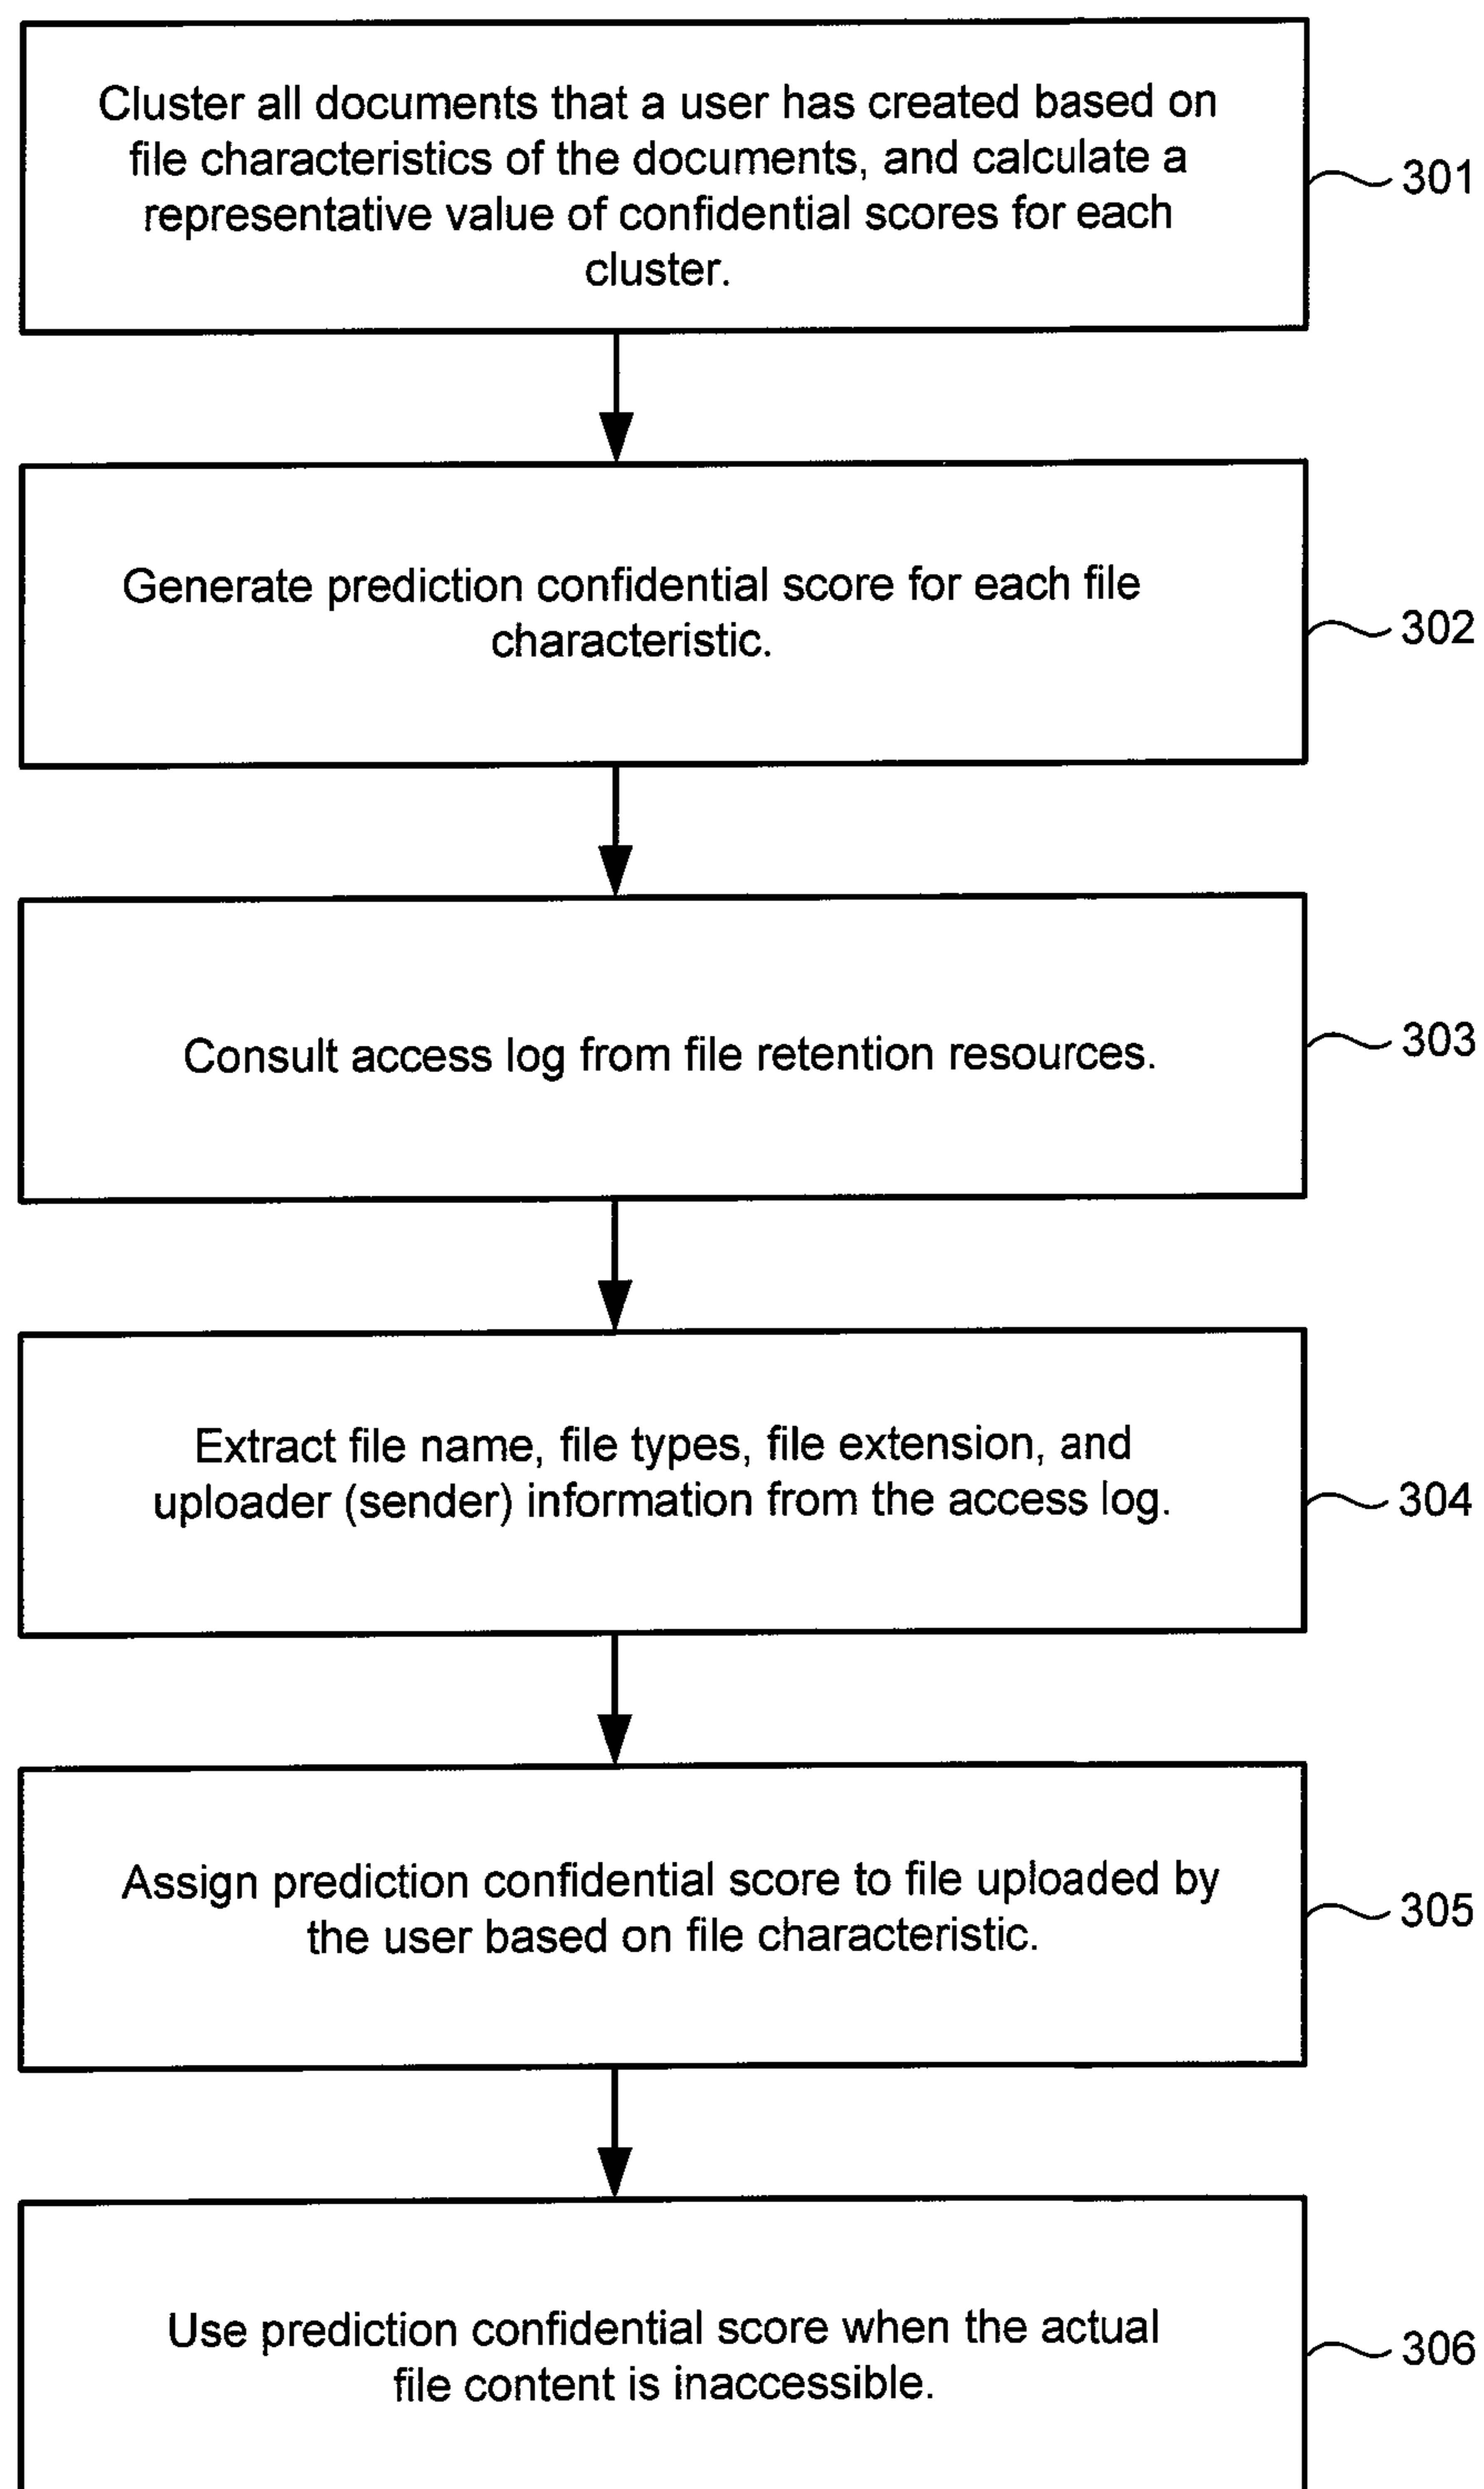 Cluster all documents that a user has created based on
file characteristics of the documents, and calculate a
representative value of confidential scores for each
cluster.
301
Generate prediction confidential score for each file
characteristic.
302
Consult access log from file retention resources.
303
Extract file name, file types, file extension, and
uploader (sender) information from the access log.
304
Assign prediction confidential score to file uploaded by
the user based on file characteristic.
305
Use prediction confidential score when the actual
file content is inaccessible.
306